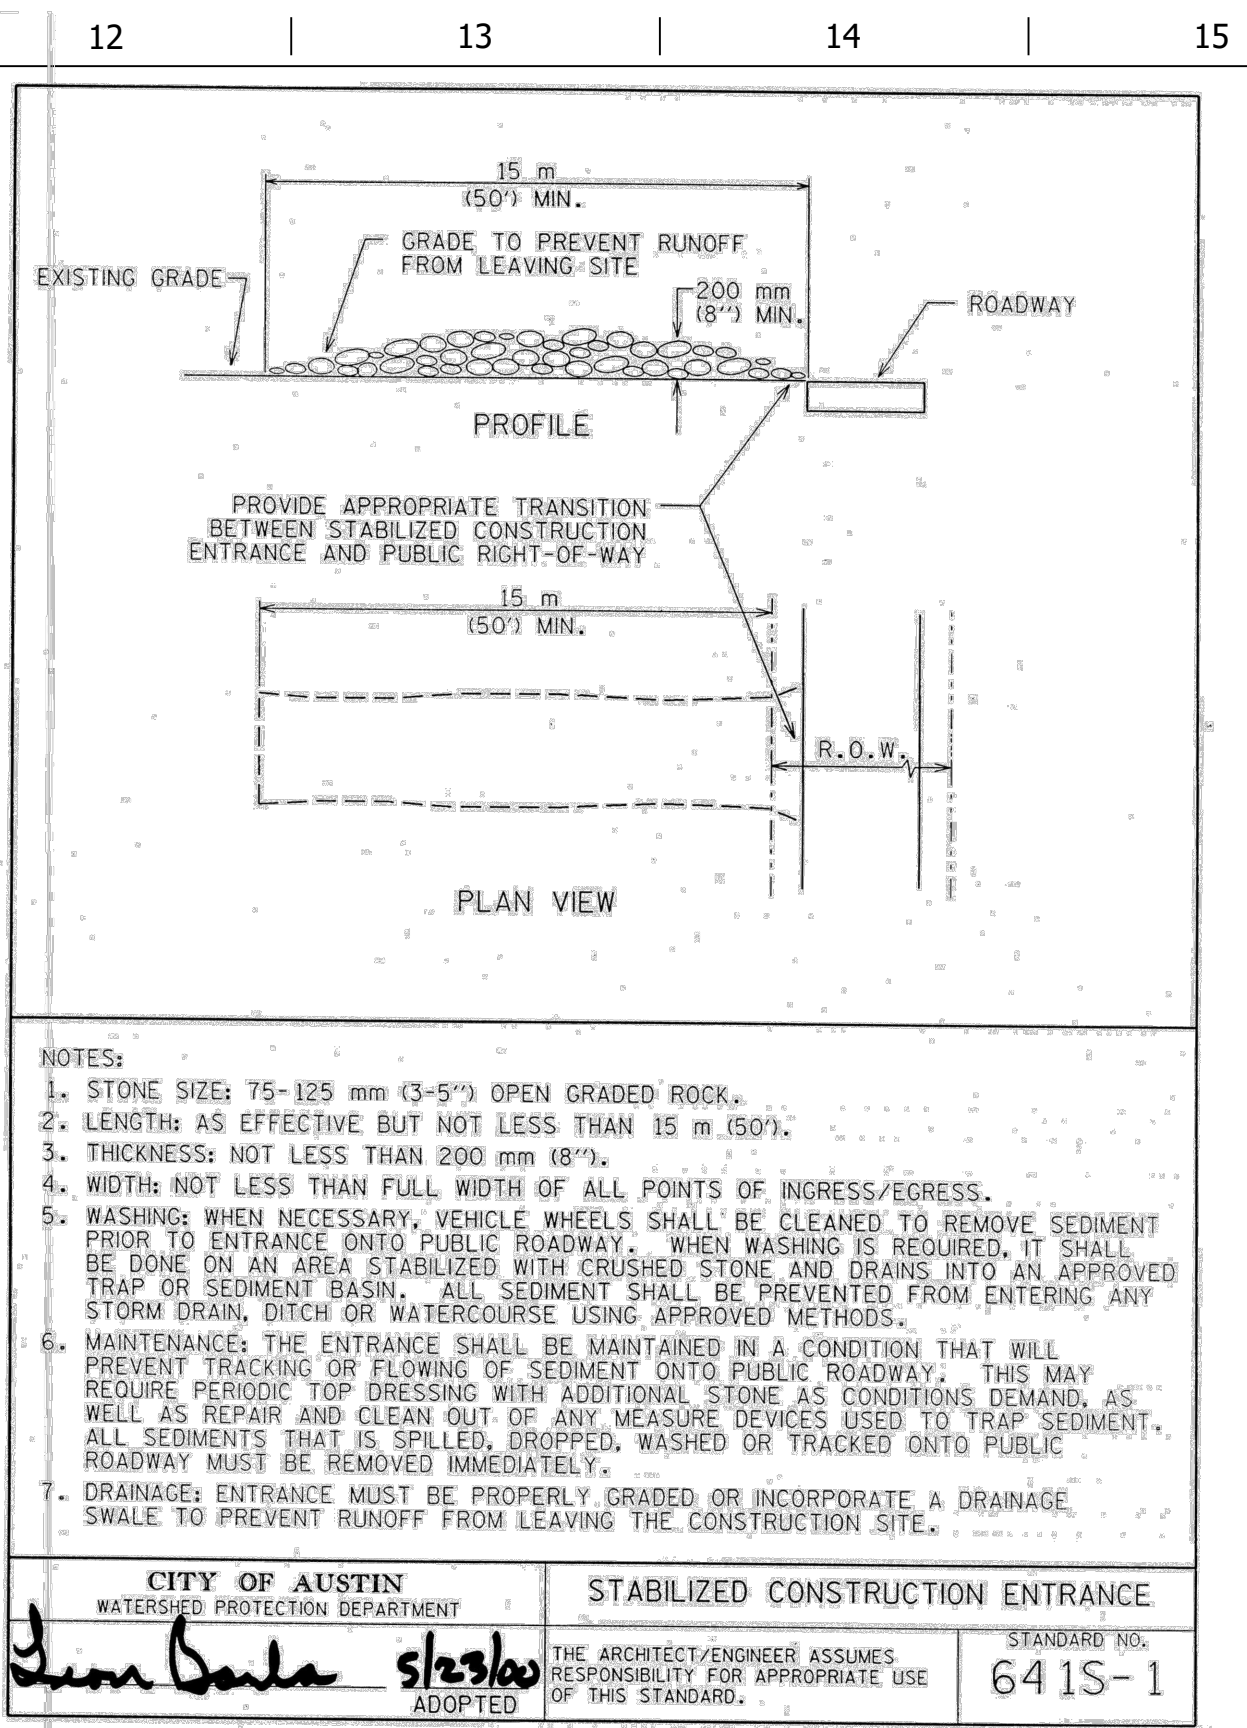 12 13 14 15
15 m
(50') MIN.
GRADE TO PREVENT RUNOFF
FROM LEAVING SITE
EXISTING GRADE
200 mm
(8'') MIN.
ROADWAY
PROFILE
PROVIDE APPROPRIATE TRANSITION
BETWEEN STABILIZED CONSTRUCTION
ENTRANCE AND PUBLIC RIGHT-OF-WAY
15 m
(50') MIN.
R.O.W.
PLAN VIEW
NOTES:
1. STONE SIZE: 75-125 mm (3-5'') OPEN GRADED ROCK.
2. LENGTH: AS EFFECTIVE BUT NOT LESS THAN 15 m (50').
3. THICKNESS: NOT LESS THAN 200 mm (8'').
4. WIDTH: NOT LESS THAN FULL WIDTH OF ALL POINTS OF INGRESS/EGRESS.
5. WASHING: WHEN NECESSARY, VEHICLE WHEELS SHALL BE CLEANED TO REMOVE SEDIMENT
PRIOR TO ENTRANCE ONTO PUBLIC ROADWAY. WHEN WASHING IS REQUIRED, IT SHALL
BE DONE ON AN AREA STABILIZED WITH CRUSHED STONE AND DRAINS INTO AN APPROVED
TRAP OR SEDIMENT BASIN. ALL SEDIMENT SHALL BE PREVENTED FROM ENTERING ANY
STORM DRAIN, DITCH OR WATERCOURSE USING APPROVED METHODS.
6. MAINTENANCE: THE ENTRANCE SHALL BE MAINTAINED IN A CONDITION THAT WILL
PREVENT TRACKING OR FLOWING OF SEDIMENT ONTO PUBLIC ROADWAY. THIS MAY
REQUIRE PERIODIC TOP DRESSING WITH ADDITIONAL STONE AS CONDITIONS DEMAND, AS
WELL AS REPAIR AND CLEAN OUT OF ANY MEASURE DEVICES USED TO TRAP SEDIMENT.
ALL SEDIMENTS THAT IS SPILLED, DROPPED, WASHED OR TRACKED ONTO PUBLIC
ROADWAY MUST BE REMOVED IMMEDIATELY.
7. DRAINAGE: ENTRANCE MUST BE PROPERLY GRADED OR INCORPORATE A DRAINAGE
SWALE TO PREVENT RUNOFF FROM LEAVING THE CONSTRUCTION SITE.
CITY OF AUSTIN
WATERSHED PROTECTION DEPARTMENT
5/23/00
ADOPTED
STABILIZED CONSTRUCTION ENTRANCE
THE ARCHITECT/ENGINEER ASSUMES
RESPONSIBILITY FOR APPROPRIATE USE
OF THIS STANDARD.
STANDARD NO.
641S-1